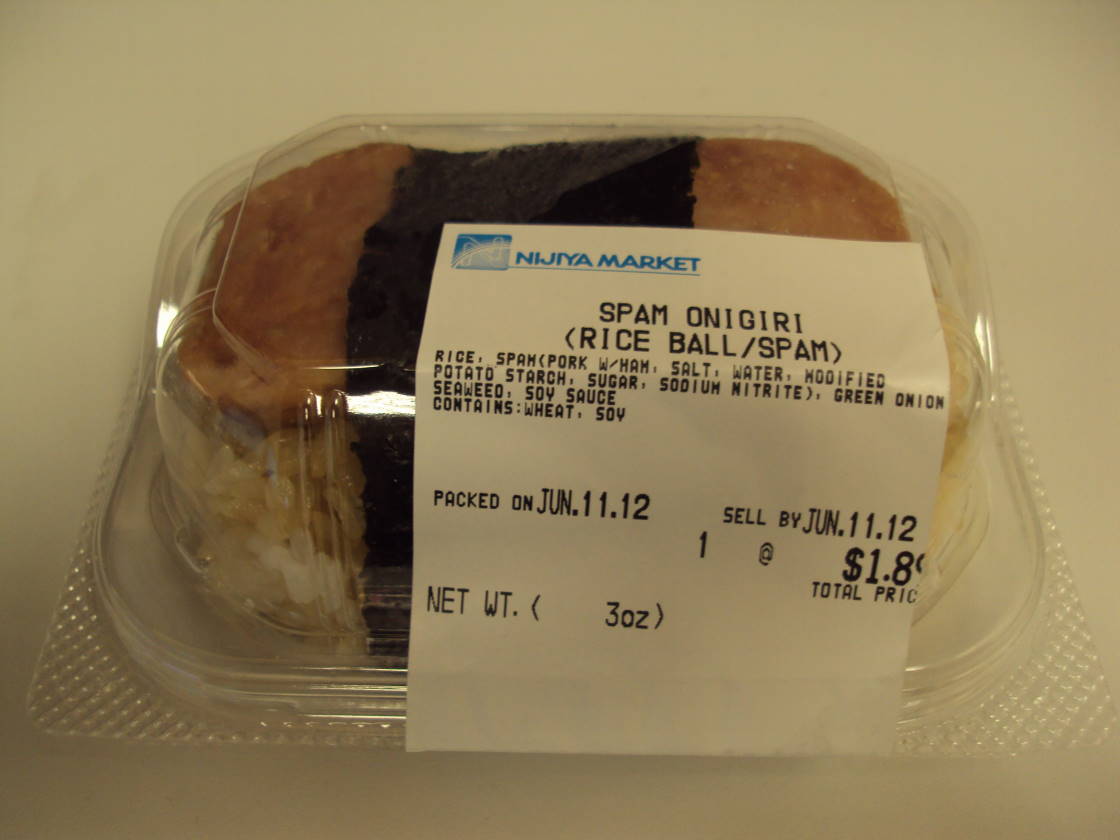 NIJIYA MARKET
SPAM ONIGIRI
(RICE BALL/SPAM)
RICE, SPAM(PORK W/HAM, SALT, WATER, MODIFIED
POTATO STARCH, SUGAR, SODIUM NITRITE), GREEN ONION
SEAWEED, SOY SAUCE
CONTAINS:WHEAT, SOY
PACKED ON JUN.11.12
SELL BY JUN.11.12
1 @ $1.89
TOTAL PRIC
NET WT.( 3oz)